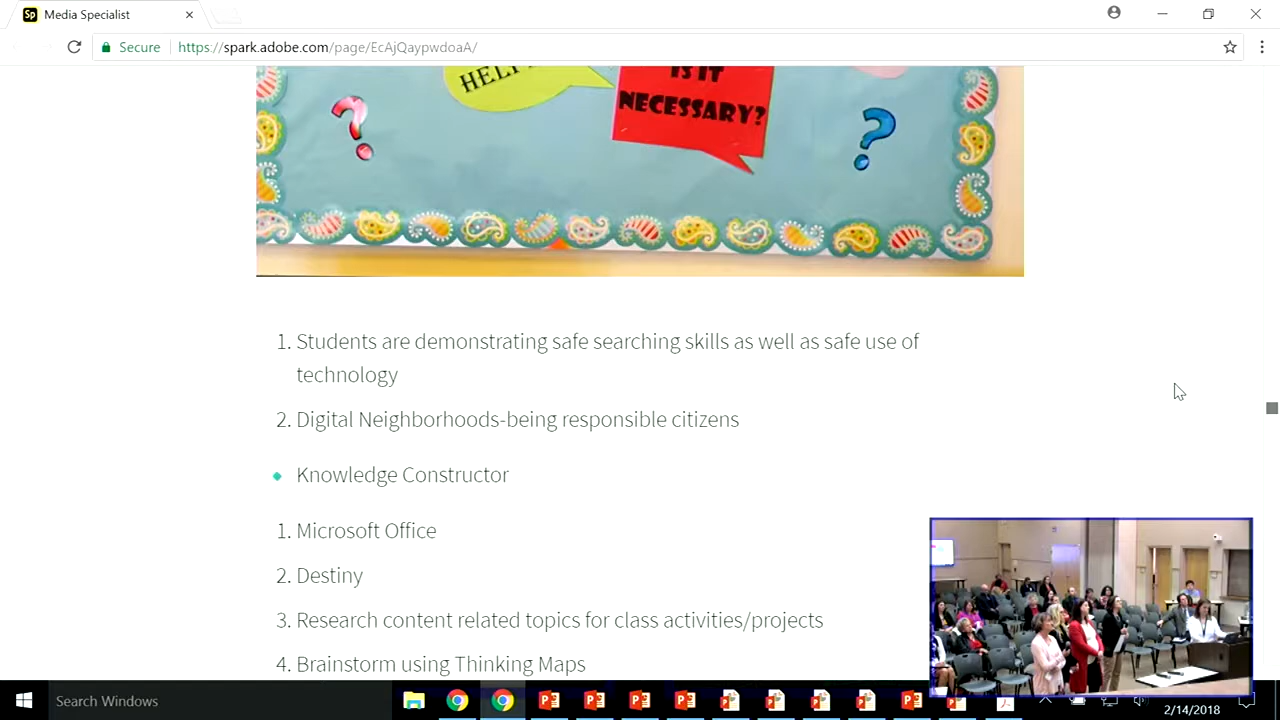 Media Specialist
Secure https://spark.adobe.com/page/EcAjQaypwdoaA/
IS IT
NECESSARY?
1. Students are demonstrating safe searching skills as well as safe use of
technology
2. Digital Neighborhoods-being responsible citizens
Knowledge Constructor
1. Microsoft Office
2. Destiny
3. Research content related topics for class activities/projects
4. Brainstorm using Thinking Maps
Search Windows
2/14/2018